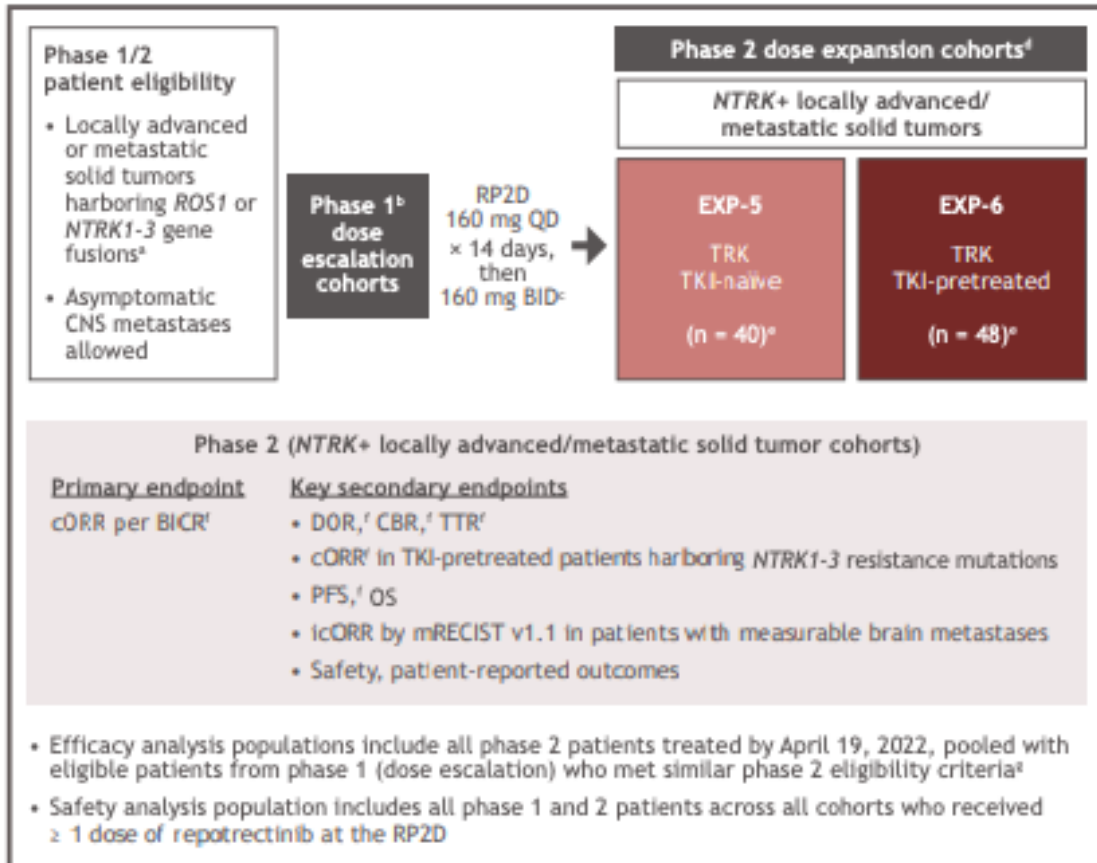 Phase 1/2
patient eligibility
• Locally advanced
or metastatic
solid tumors
harboring ROS1 or
NTRK1-3 gene
fusionsᵃ
• Asymptomatic
CNS metastases
allowed
Phase 1ᵇ
dose
escalation
cohorts
RP2D
160 mg QD
× 14 days,
then
160 mg BIDᶜ
Phase 2 dose expansion cohortsᵈ
NTRK+ locally advanced/
metastatic solid tumors
EXP-5
TRK
TKI-naïve
(n = 40)ᵉ
EXP-6
TRK
TKI-pretreated
(n = 48)ᵉ
Phase 2 (NTRK+ locally advanced/metastatic solid tumor cohorts)
Primary endpoint
cORR per BICRᶠ
Key secondary endpoints
• DOR,ᶠ CBR,ᶠ TTRᶠ
• cORRᶠ in TKI-pretreated patients harboring NTRK1-3 resistance mutations
• PFS,ᶠ OS
• icORR by mRECIST v1.1 in patients with measurable brain metastases
• Safety, patient-reported outcomes
• Efficacy analysis populations include all phase 2 patients treated by April 19, 2022, pooled with
eligible patients from phase 1 (dose escalation) who met similar phase 2 eligibility criteriaᵍ
• Safety analysis population includes all phase 1 and 2 patients across all cohorts who received
≥ 1 dose of repotrectinib at the RP2D